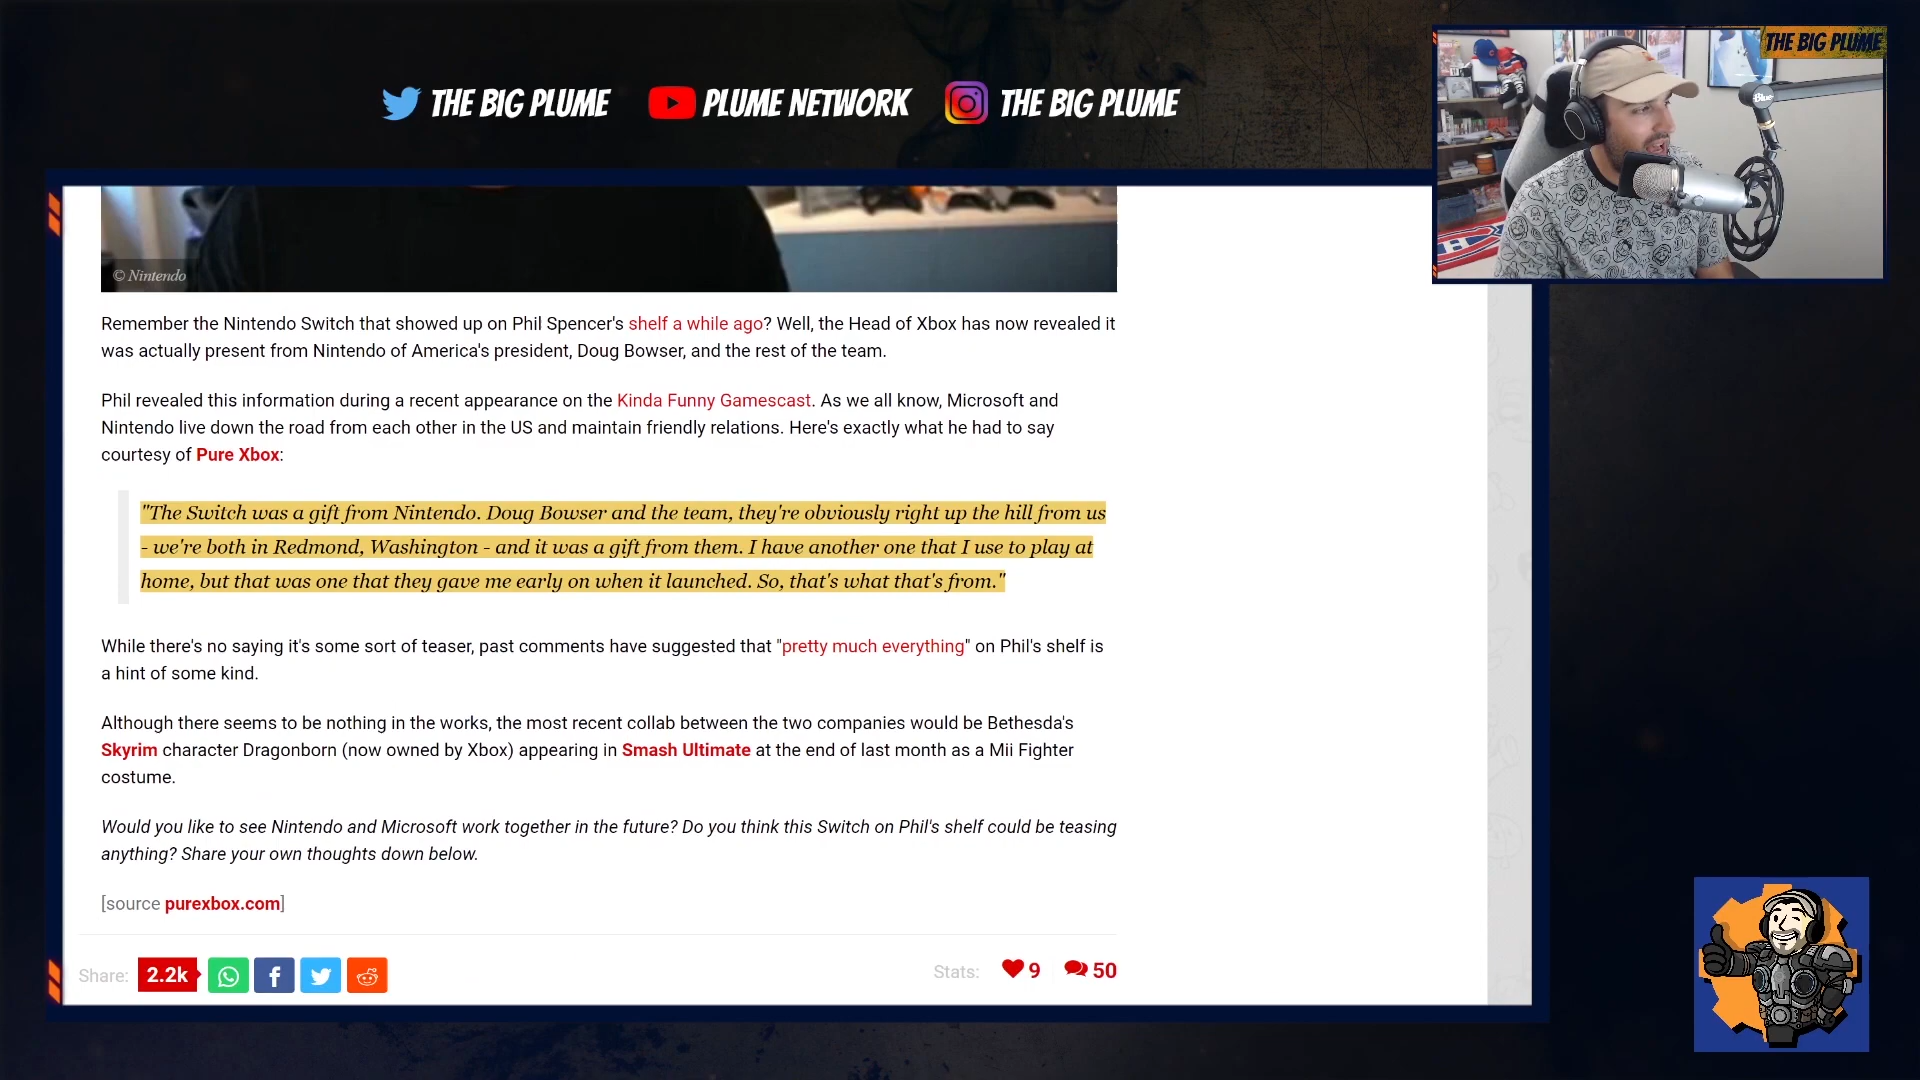 THE BIG PLUME
THE BIG PLUME
PLUME NETWORK
THE BIG PLUME
Blue
© Nintendo
Remember the Nintendo Switch that showed up on Phil Spencer's shelf a while ago? Well, the Head of Xbox has now revealed it
was actually present from Nintendo of America's president, Doug Bowser, and the rest of the team.
Phil revealed this information during a recent appearance on the Kinda Funny Gamescast. As we all know, Microsoft and
Nintendo live down the road from each other in the US and maintain friendly relations. Here's exactly what he had to say
courtesy of Pure Xbox:
"The Switch was a gift from Nintendo. Doug Bowser and the team, they're obviously right up the hill from us
- we're both in Redmond, Washington - and it was a gift from them. I have another one that I use to play at
home, but that was one that they gave me early on when it launched. So, that's what that's from."
While there's no saying it's some sort of teaser, past comments have suggested that "pretty much everything" on Phil's shelf is
a hint of some kind.
Although there seems to be nothing in the works, the most recent collab between the two companies would be Bethesda's
Skyrim character Dragonborn (now owned by Xbox) appearing in Smash Ultimate at the end of last month as a Mii Fighter
costume.
Would you like to see Nintendo and Microsoft work together in the future? Do you think this Switch on Phil's shelf could be teasing
anything? Share your own thoughts down below.
[source purexbox.com]
Share: 2.2k
Stats: 9 50